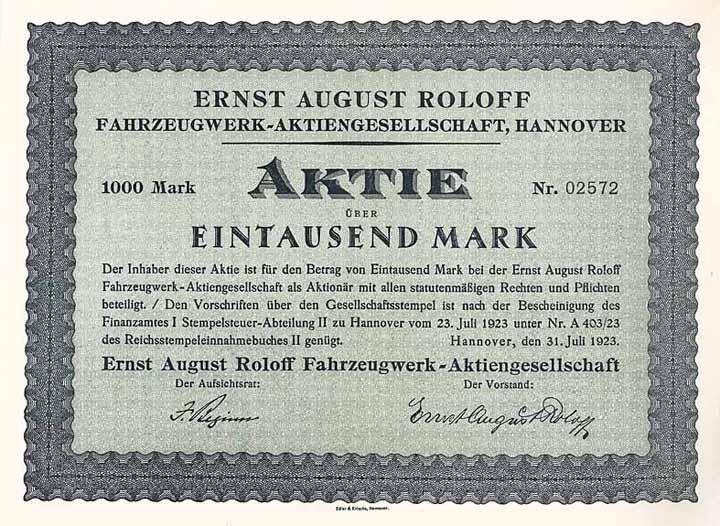 ERNST AUGUST ROLOFF
FAHRZEUGWERK-AKTIENGESELLSCHAFT, HANNOVER
1000 Mark
AKTIE
Nr. 02572
ÜBER
EINTAUSEND MARK
Der Inhaber dieser Aktie ist für den Betrag von Eintausend Mark bei der Ernst August Roloff
Fahrzeugwerk-Aktiengesellschaft als Aktionär mit allen statutenmäßigen Rechten und Pflichten
beteiligt. / Den Vorschriften über den Gesellschaftsstempel ist nach der Bescheinigung des
Finanzamtes I Stempelsteuer-Abteilung II zu Hannover vom 23. Juli 1923 unter Nr. A 403/23
des Reichsstempeleinnahmebuches II genügt. Hannover, den 31. Juli 1923.
Ernst August Roloff Fahrzeugwerk-Aktiengesellschaft
Der Aufsichtsrat:
Der Vorstand:
Ernst August Roloff
Hannover.